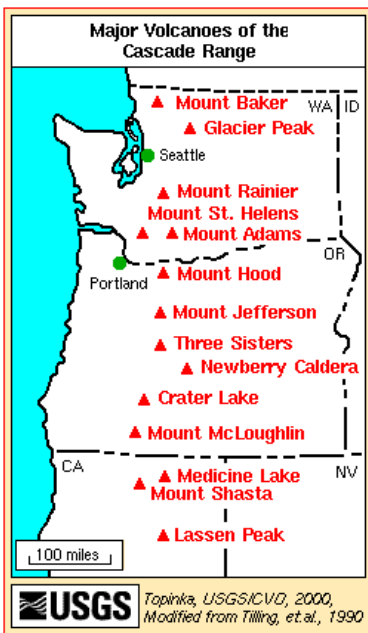 Major Volcanoes of the
Cascade Range
Mount Baker
WA ID
Glacier Peak
Seattle
Mount Rainier
Mount St. Helens
Mount Adams
OR
Mount Hood
Portland
Mount Jefferson
Three Sisters
Newberry Caldera
Crater Lake
Mount McLoughlin
CA
NV
Medicine Lake
Mount Shasta
Lassen Peak
100 miles
USGS
Topinka, USGS/CVO, 2000,
Modified from Tilling, et.al., 1990